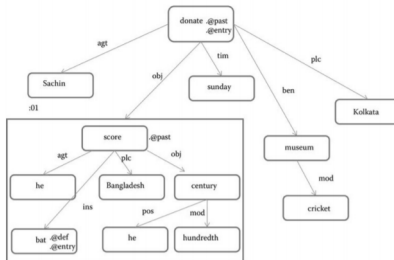 donate .@past
.@entry
agt
obj
tim
ben
plc
Sachin
sunday
Kolkata
:01
museum
mod
cricket
score .@past
agt
plc
obj
he
Bangladesh
century
ins
pos
mod
bat .@def
.@entry
he
hundredth